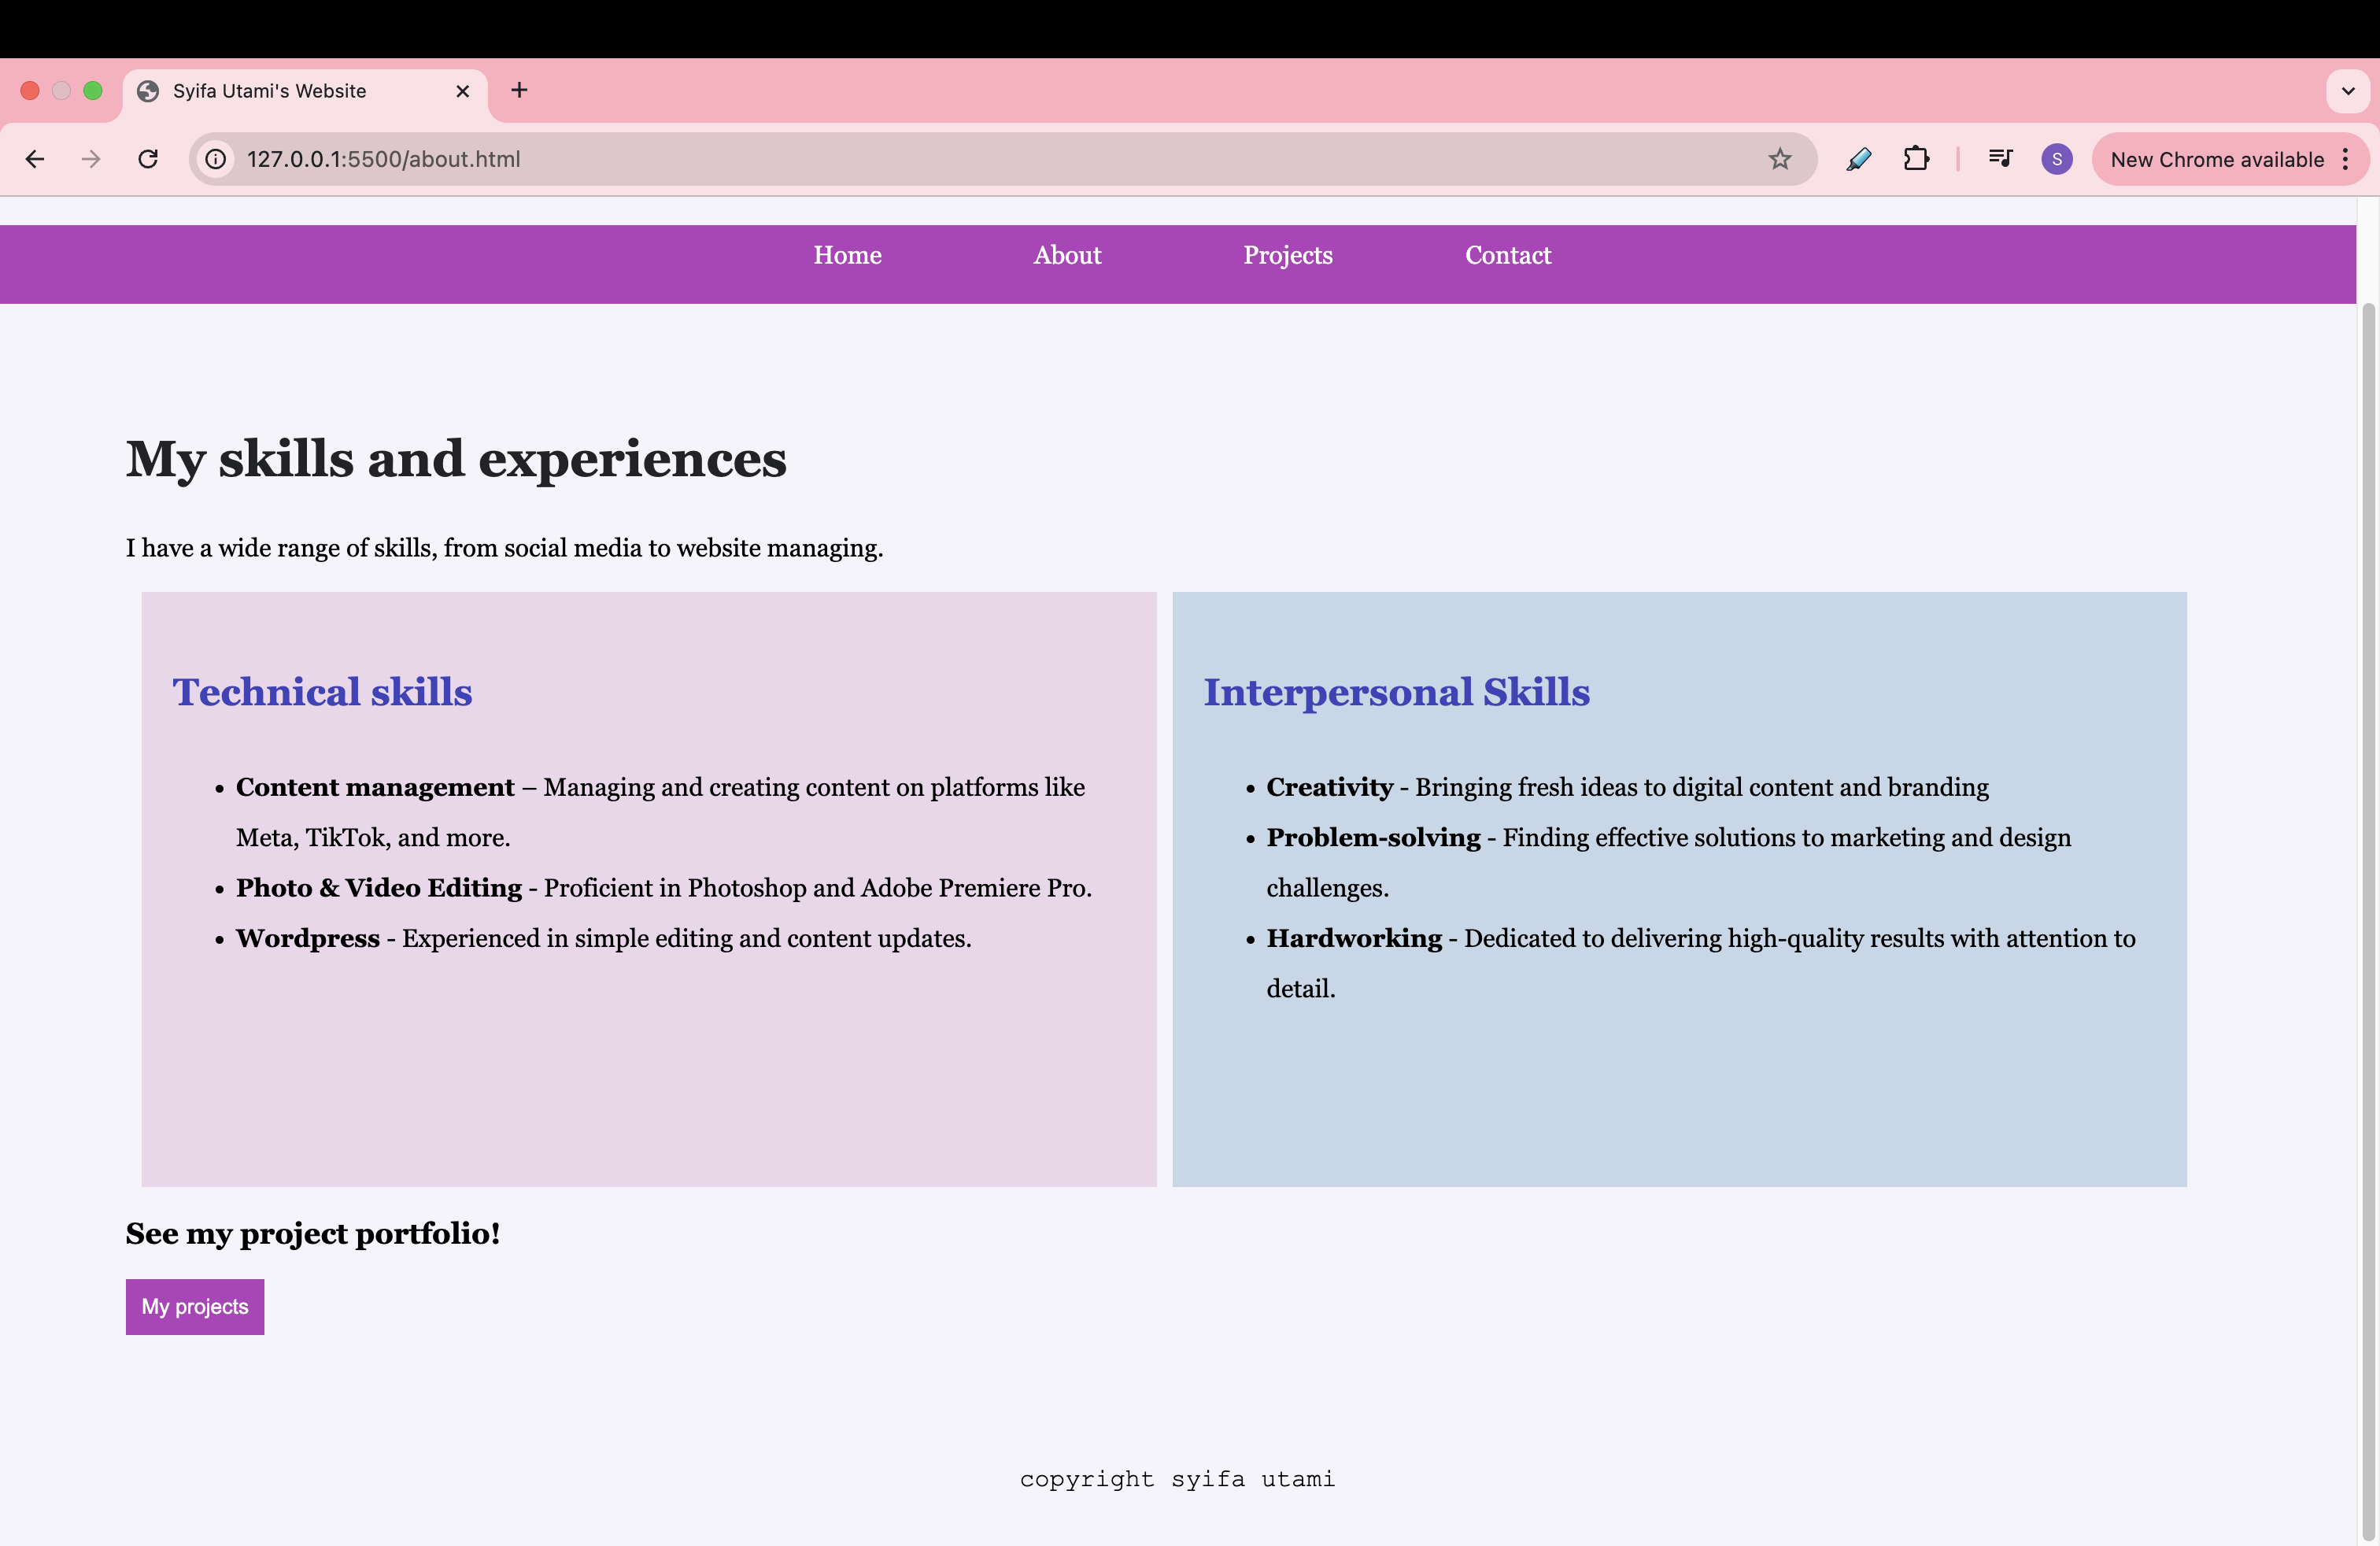 Syifa Utami's Website
127.0.0.1:5500/about.html
S
New Chrome available
Home About Projects Contact
My skills and experiences
I have a wide range of skills, from social media to website managing.
Technical skills
• Content management – Managing and creating content on platforms like
Meta, TikTok, and more.
• Photo & Video Editing - Proficient in Photoshop and Adobe Premiere Pro.
• Wordpress - Experienced in simple editing and content updates.
Interpersonal Skills
• Creativity - Bringing fresh ideas to digital content and branding
• Problem-solving - Finding effective solutions to marketing and design
challenges.
• Hardworking - Dedicated to delivering high-quality results with attention to
detail.
See my project portfolio!
My projects
copyright syifa utami